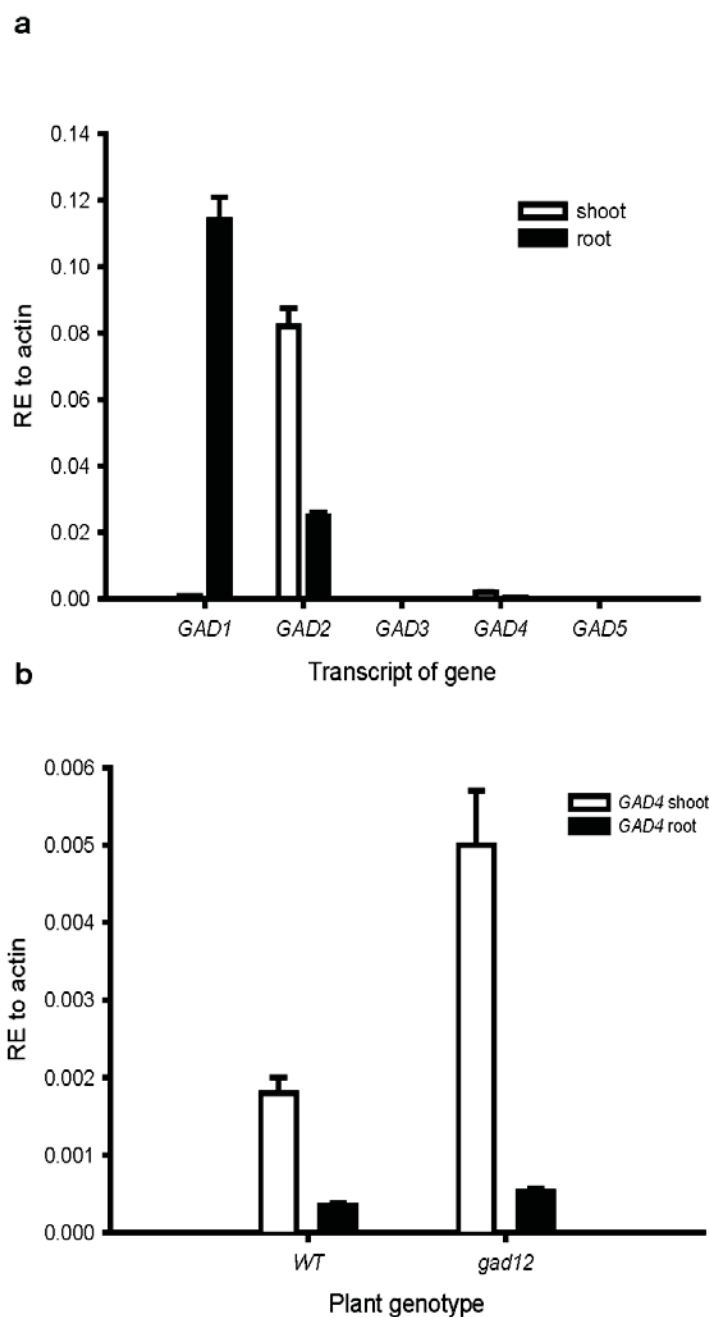 a
0.14
0.12
0.10
0.08
0.06
0.04
0.02
0.00
RE to actin
shoot
root
GAD1 GAD2 GAD3 GAD4 GAD5
Transcript of gene
b
0.006
0.005
0.004
0.003
0.002
0.001
0.000
RE to actin
GAD4 shoot
GAD4 root
WT gad12
Plant genotype